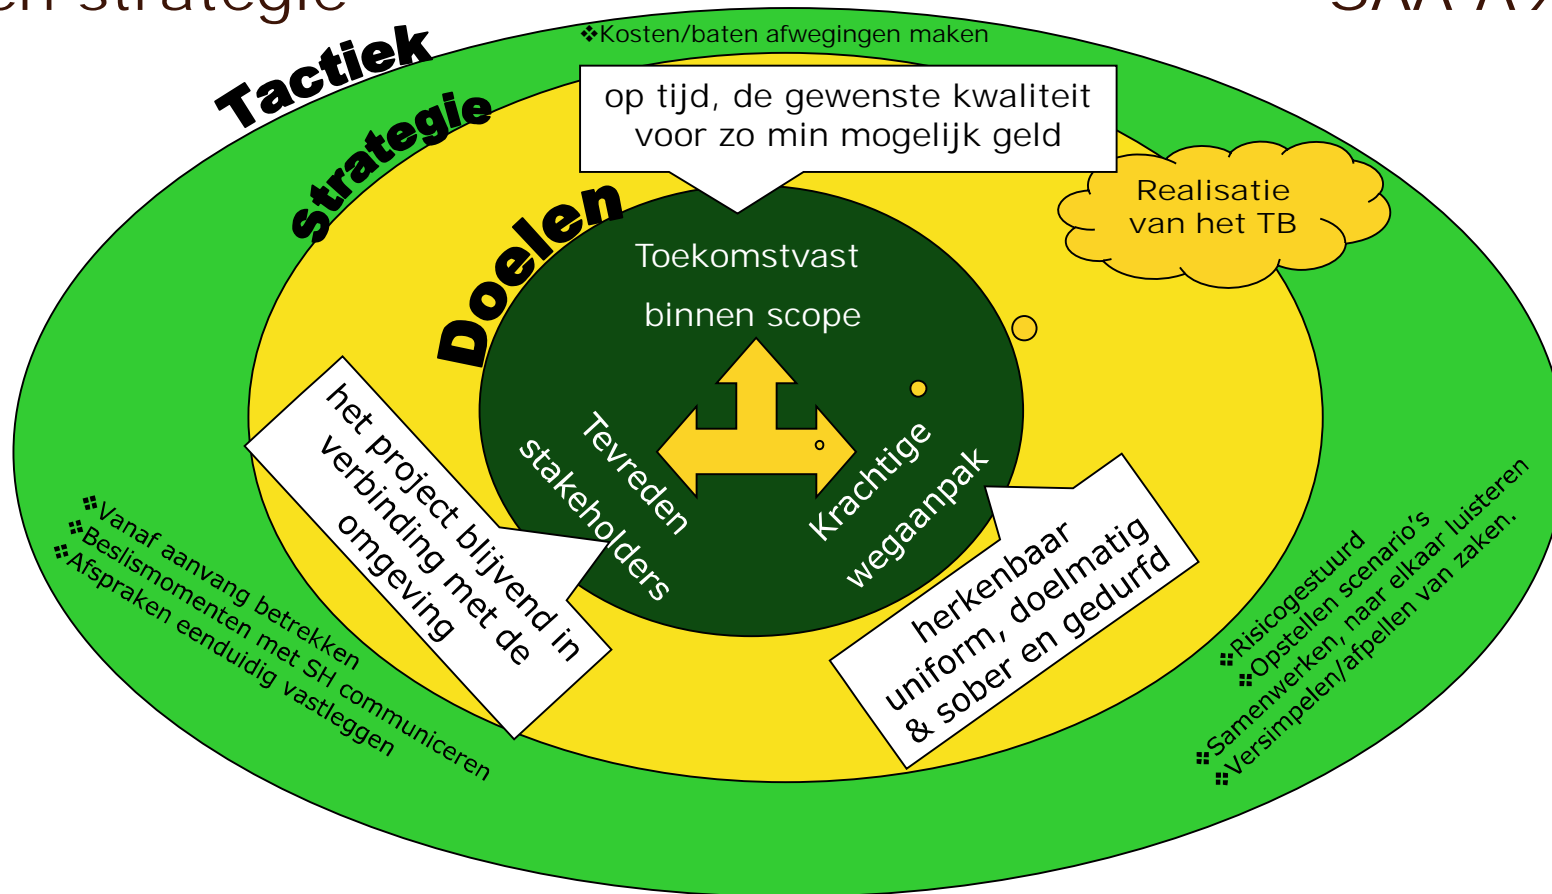 en strategie
SAA A9
❖Kosten/baten afwegingen maken
Tactiek
Strategie
Doelen
op tijd, de gewenste kwaliteit
voor zo min mogelijk geld
Realisatie
van het TB
Toekomstvast
binnen scope
Tevreden
stakeholders
Krachtige
wegaanpak
het project blijvend in
verbinding met de
omgeving
herkenbaar
uniform, doelmatig
& sober en gedurfd
❖Vanaf aanvang betrekken
❖Beslismomenten met SH communiceren
❖Afspraken eenduidig vastleggen
❖Risicogestuurd
❖Opstellen scenario's
❖Samenwerken, naar elkaar luisteren
❖Versimpelen/afpellen van zaken.